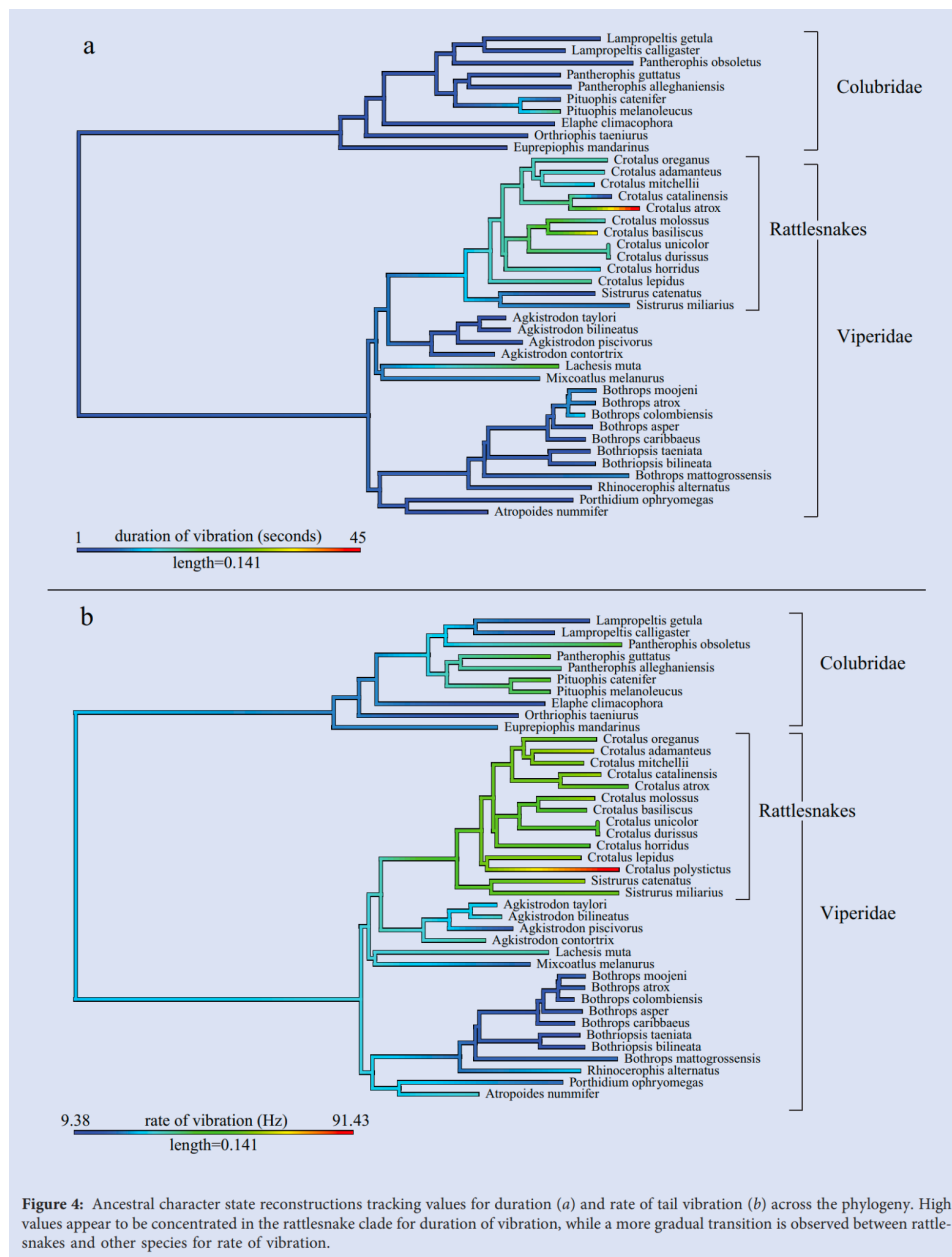 a
Lampropeltis getula
Lampropeltis calligaster
Pantherophis obsoletus
Pantherophis guttatus
Pantherophis alleghaniensis
Pituophis catenifer
Pituophis melanoleucus
Elaphe climacophora
Orthriophis taeniurus
Euprepiophis mandarinus
Colubridae
Crotalus oreganus
Crotalus adamanteus
Crotalus mitchellii
Crotalus catalinensis
Crotalus atrox
Crotalus molossus
Crotalus basiliscus
Crotalus unicolor
Crotalus durissus
Crotalus horridus
Crotalus lepidus
Sistrurus catenatus
Sistrurus miliarius
Rattlesnakes
Agkistrodon taylori
Agkistrodon bilineatus
Agkistrodon piscivorus
Agkistrodon contortrix
Lachesis muta
Mixcoatlus melanurus
Bothrops moojeni
Bothrops atrox
Bothrops colombiensis
Bothrops asper
Bothrops caribbaeus
Bothriopsis taeniata
Bothriopsis bilineata
Bothrops mattogrossensis
Rhinocerophis alternatus
Porthidium ophryomegas
Atropoides nummifer
Viperidae
1 duration of vibration (seconds) 45
length=0.141
b
Lampropeltis getula
Lampropeltis calligaster
Pantherophis obsoletus
Pantherophis guttatus
Pantherophis alleghaniensis
Pituophis catenifer
Pituophis melanoleucus
Elaphe climacophora
Orthriophis taeniurus
Euprepiophis mandarinus
Colubridae
Crotalus oreganus
Crotalus adamanteus
Crotalus mitchellii
Crotalus catalinensis
Crotalus atrox
Crotalus molossus
Crotalus basiliscus
Crotalus unicolor
Crotalus durissus
Crotalus horridus
Crotalus lepidus
Crotalus polystictus
Sistrurus catenatus
Sistrurus miliarius
Rattlesnakes
Agkistrodon taylori
Agkistrodon bilineatus
Agkistrodon piscivorus
Agkistrodon contortrix
Lachesis muta
Mixcoatlus melanurus
Bothrops moojeni
Bothrops atrox
Bothrops colombiensis
Bothrops asper
Bothrops caribbaeus
Bothriopsis taeniata
Bothriopsis bilineata
Bothrops mattogrossensis
Rhinocerophis alternatus
Porthidium ophryomegas
Atropoides nummifer
Viperidae
9.38 rate of vibration (Hz) 91.43
length=0.141
Figure 4: Ancestral character state reconstructions tracking values for duration (a) and rate of tail vibration (b) across the phylogeny. High
values appear to be concentrated in the rattlesnake clade for duration of vibration, while a more gradual transition is observed between rattle-
snakes and other species for rate of vibration.